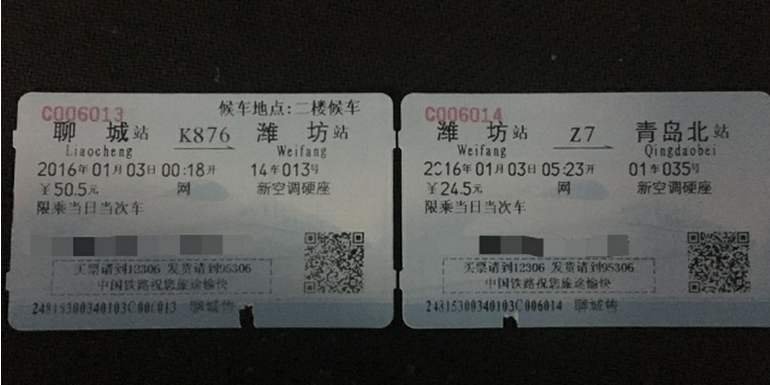 C006013 候车地点:二楼候车
聊城站 K876 潍坊站
Liaocheng Weifang
2016年01月03日00:18开 14车013号
￥50.5元 网 新空调硬座
限乘当日当次车
买票请到12306 发货请到95306
中国铁路祝您旅途愉快
24815300340103C006013 聊城售
C006014
潍坊站 Z7 青岛北站
Weifang Qingdaobei
2016年01月03日05:23开 01车035号
￥24.5元 网 新空调硬座
限乘当日当次车
买票请到12306 发货请到95306
中国铁路祝您旅途愉快
24815300340103C006014 聊城售